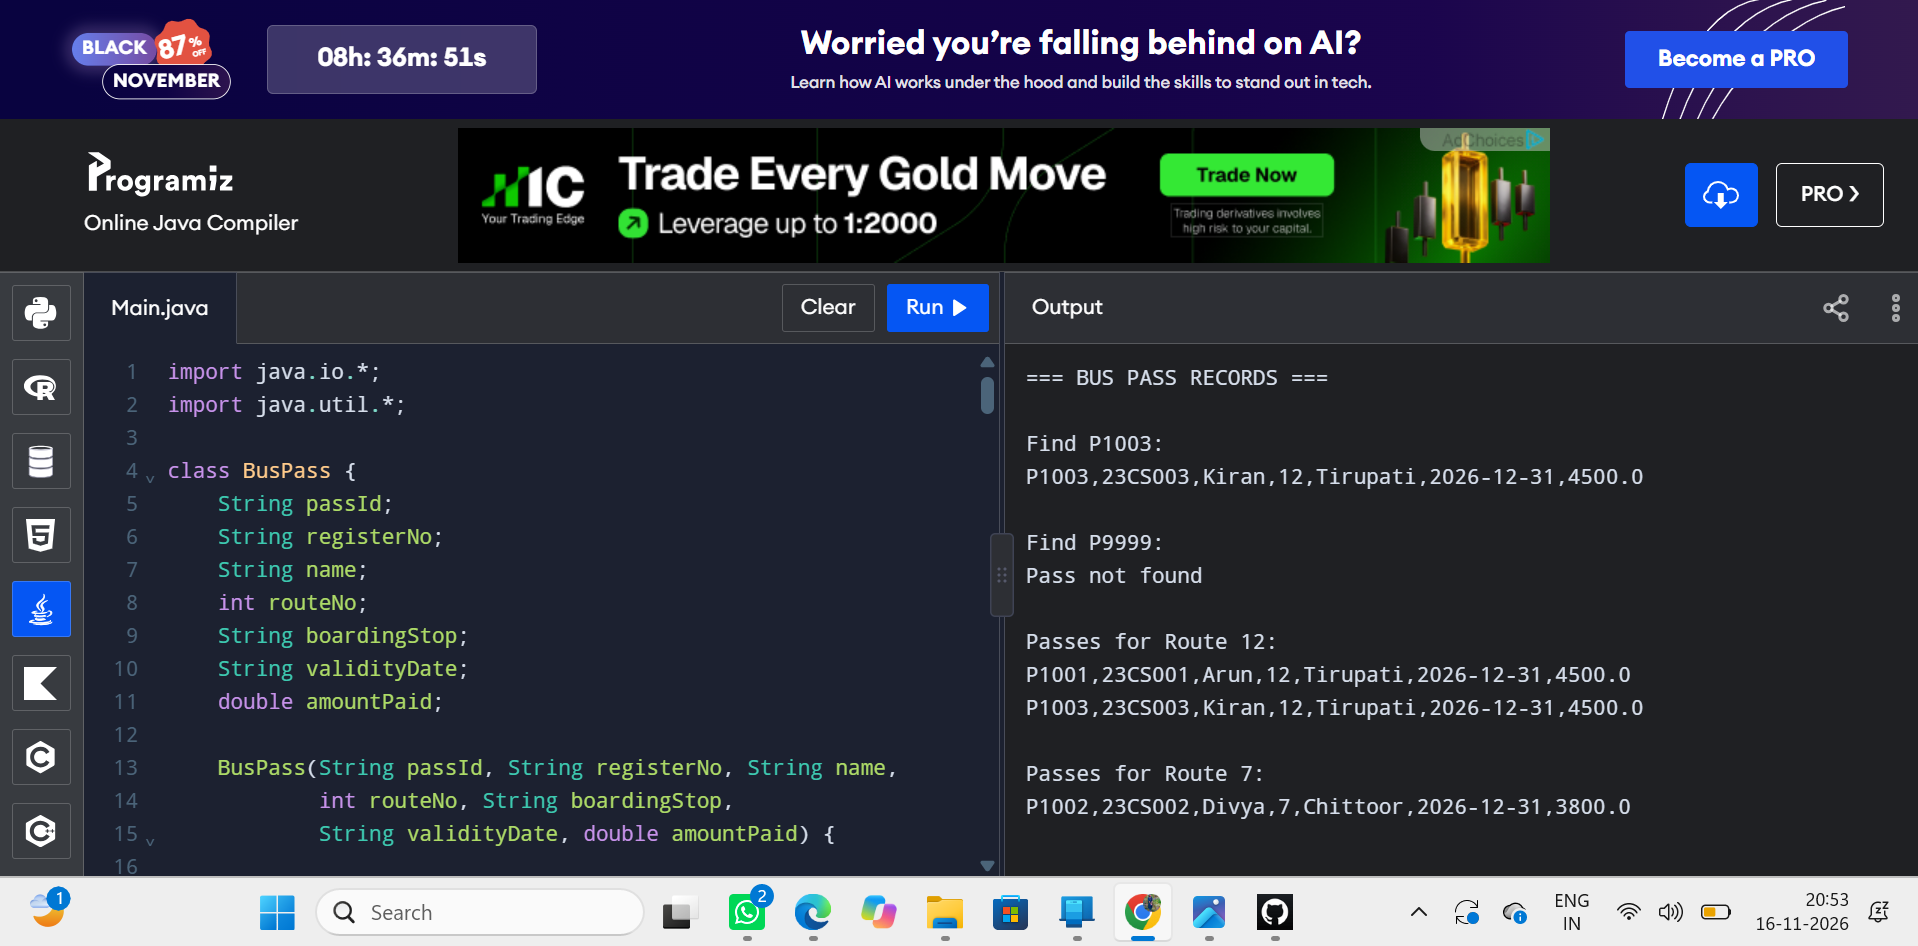 BLACK 87% OFF
NOVEMBER
08h: 36m: 51s
Worried you're falling behind on AI?
Learn how AI works under the hood and build the skills to stand out in tech.
Become a PRO
Programiz
Online Java Compiler
HIC
Your Trading Edge
Trade Every Gold Move
Leverage up to 1:2000
Trade Now
Trading derivatives involves
high risk to your capital.
AdChoices
PRO
Main.java
Clear
Run
Output
1 import java.io.*;
2 import java.util.*;
3
4 class BusPass {
5 String passId;
6 String registerNo;
7 String name;
8 int routeNo;
9 String boardingStop;
10 String validityDate;
11 double amountPaid;
12
13 BusPass(String passId, String registerNo, String name,
14 int routeNo, String boardingStop,
15 String validityDate, double amountPaid) {
16
=== BUS PASS RECORDS ===
Find P1003:
P1003,23CS003,Kiran,12,Tirupati,2026-12-31,4500.0
Find P9999:
Pass not found
Passes for Route 12:
P1001,23CS001,Arun,12,Tirupati,2026-12-31,4500.0
P1003,23CS003,Kiran,12,Tirupati,2026-12-31,4500.0
Passes for Route 7:
P1002,23CS002,Divya,7,Chittoor,2026-12-31,3800.0
1
Search
2
ENG
IN
20:53
16-11-2026